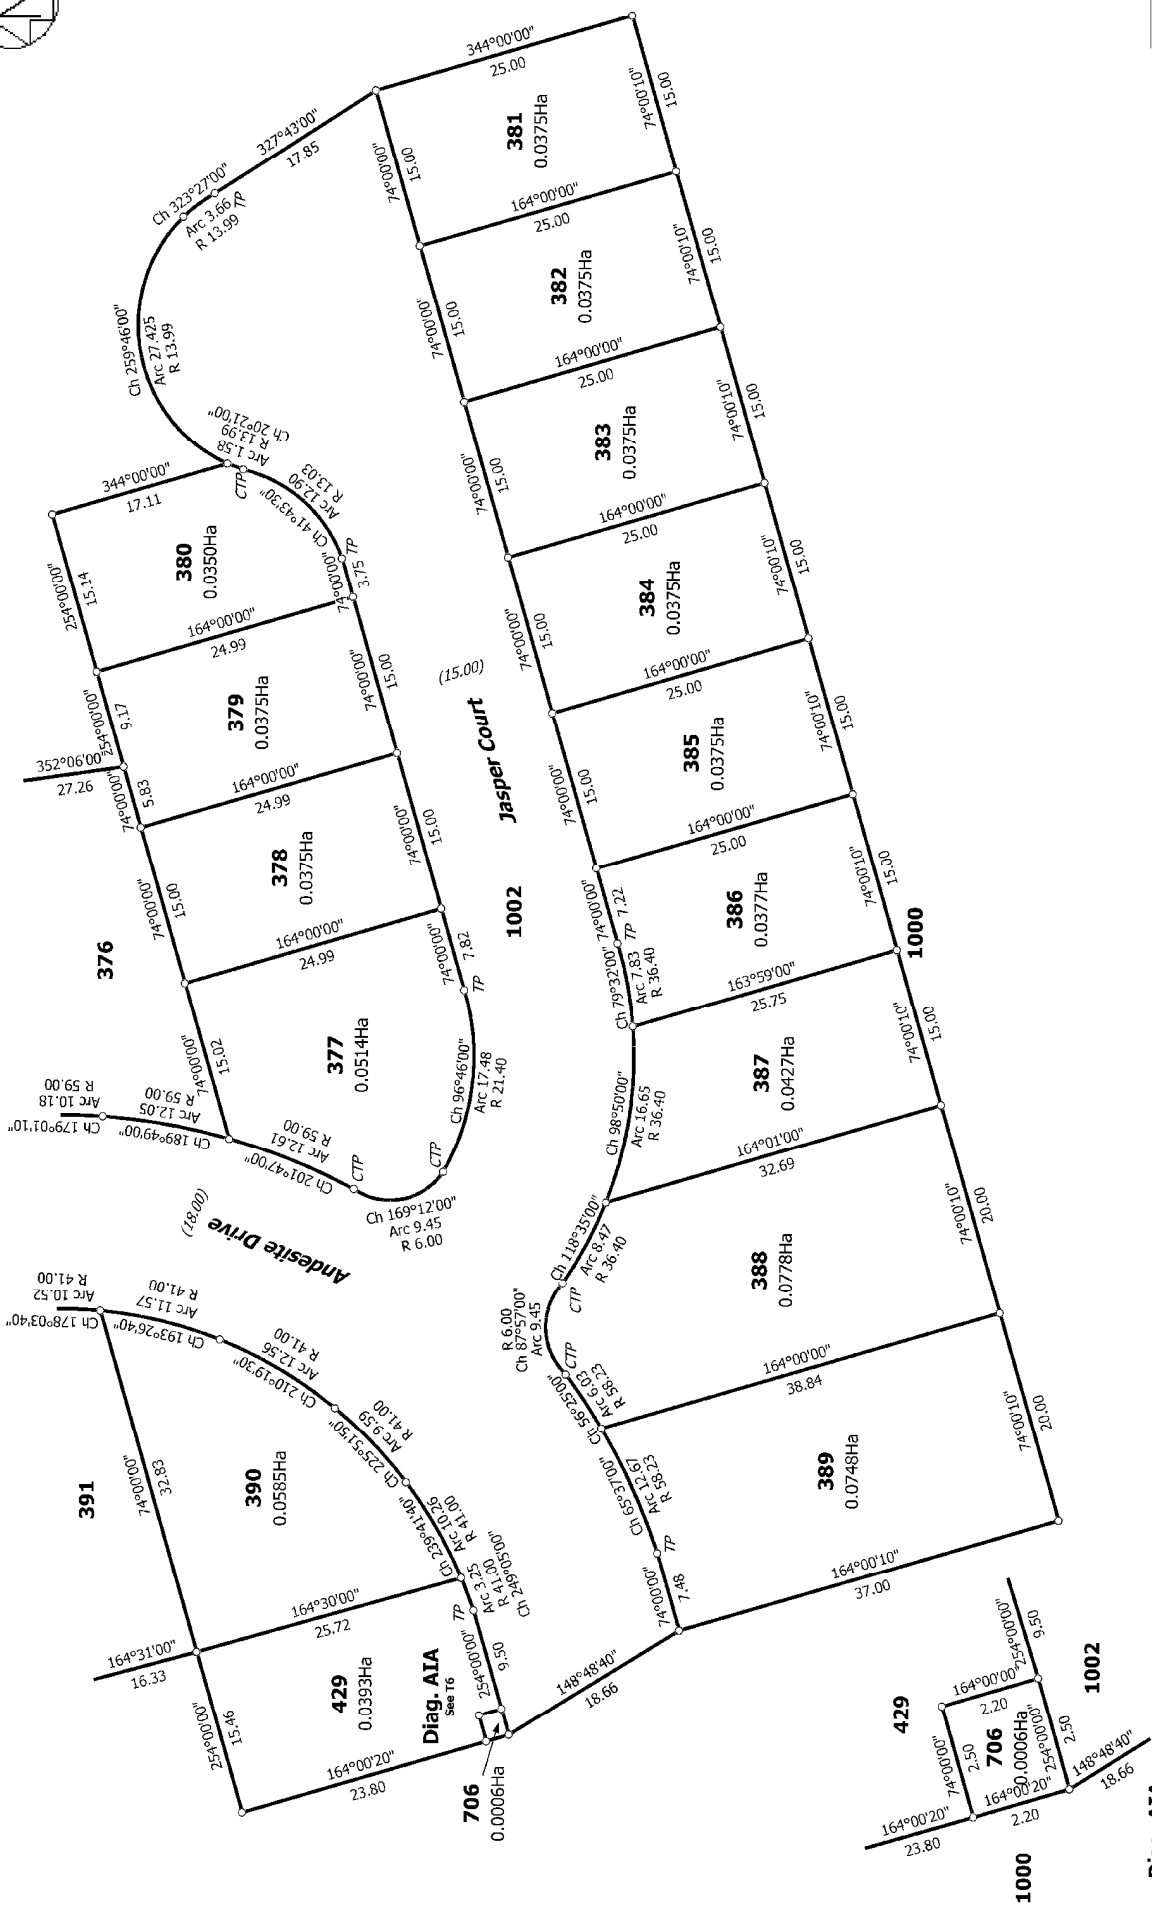 344°00'00"
25.00
327°43'00"
17.85
Ch 323°27'00"
Arc 3.66
R 13.99
TP
Ch 259°46'00"
Arc 27.425
R 13.99
Ch 20°21'00"
R 13.99
Arc 1.58
CTP
R 13.03
Arc 12.90
Ch 41°43'30"
TP
74°00'00"
3.75
344°00'00"
17.11
380
0.0350Ha
254°00'00"
15.14
164°00'00"
24.99
379
0.0375Ha
254°00'00"
9.17
352°06'00"
27.26
74°00'00"
5.83
74°00'00"
15.00
164°00'00"
24.99
378
0.0375Ha
74°00'00"
15.00
74°00'00"
15.00
164°00'00"
24.99
376
377
0.0514Ha
74°00'00"
15.02
74°00'00"
7.82
TP
Ch 96°46'00"
Arc 17.48
R 21.40
CTP
Ch 169°12'00"
Arc 9.45
R 6.00
CTP
R 59.00
Arc 12.61
Ch 201°47'00"
R 59.00
Arc 12.05
Ch 189°49'00"
R 59.00
Arc 10.18
Ch 179°01'10"
Andesite Drive
(18.00)
Jasper Court
(15.00)
1002
381
0.0375Ha
74°00'00"
15.00
74°00'10"
15.00
164°00'00"
25.00
382
0.0375Ha
74°00'00"
15.00
74°00'10"
15.00
164°00'00"
25.00
383
0.0375Ha
74°00'00"
15.00
74°00'10"
15.00
164°00'00"
25.00
384
0.0375Ha
74°00'00"
15.00
74°00'10"
15.00
164°00'00"
25.00
385
0.0375Ha
74°00'00"
15.00
74°00'10"
15.00
164°00'00"
25.00
386
0.0377Ha
74°00'00"
7.22
TP
Ch 79°32'00"
Arc 7.83
R 36.40
74°00'10"
15.00
163°59'00"
25.75
1000
387
0.0427Ha
Ch 98°50'00"
Arc 16.65
R 36.40
74°00'10"
15.00
164°01'00"
32.69
388
0.0778Ha
Ch 118°35'00"
Arc 8.47
R 36.40
CTP
R 6.00
Ch 87°57'00"
Arc 9.45
CTP
Ch 56°25'00"
Arc 6.03
R 58.23
74°00'10"
20.00
164°00'00"
38.84
389
0.0748Ha
Ch 65°37'00"
Arc 12.67
R 58.23
TP
74°00'00"
7.48
74°00'10"
20.00
164°00'10"
37.00
148°48'40"
18.66
391
390
0.0585Ha
74°00'00"
32.83
R 41.00
Arc 10.52
Ch 178°03'40"
R 41.00
Arc 11.57
Ch 193°26'40"
R 41.00
Arc 12.56
Ch 210°19'30"
R 41.00
Arc 9.59
Ch 225°51'50"
Ch 239°41'40"
Arc 10.26
R 41.00
Arc 3.25
R 41.00
Ch 249°05'00"
TP
164°30'00"
25.72
164°31'00"
16.33
429
0.0393Ha
254°00'00"
15.46
254°00'00"
9.50
164°00'20"
23.80
Diag. AIA
See T6
706
0.0006Ha
429
1002
1000
706
0.0006Ha
254°00'00"
9.50
164°00'00"
2.20
74°00'00"
2.50
254°00'00"
2.50
164°00'20"
2.20
164°00'20"
23.80
148°48'40"
18.66